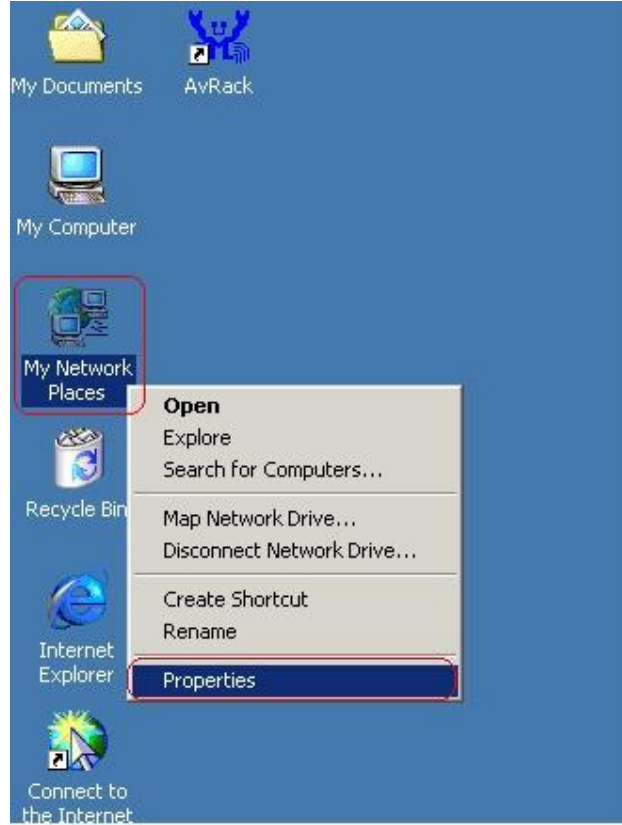 My Documents
AvRack
My Computer
My Network
Places
Open
Explore
Search for Computers...
Map Network Drive...
Disconnect Network Drive...
Create Shortcut
Rename
Properties
Recycle Bin
Internet
Explorer
Connect to
the Internet